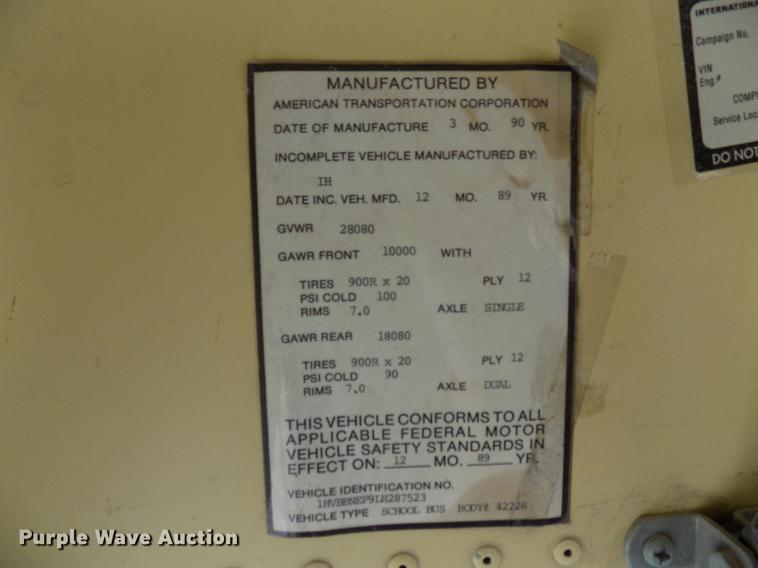 MANUFACTURED BY
AMERICAN TRANSPORTATION CORPORATION
DATE OF MANUFACTURE 3 MO. 90 YR.
INCOMPLETE VEHICLE MANUFACTURED BY:
IH
DATE INC. VEH. MFD. 12 MO. 89 YR.
GVWR 28080
GAWR FRONT 10000 WITH
TIRES 900R x 20 PLY 12
PSI COLD 100
RIMS 7.0 AXLE SINGLE
GAWR REAR 18080
TIRES 900R x 20 PLY 12
PSI COLD 90
RIMS 7.0 AXLE DUAL
THIS VEHICLE CONFORMS TO ALL
APPLICABLE FEDERAL MOTOR
VEHICLE SAFETY STANDARDS IN
EFFECT ON: 12 MO. 89 YR.
VEHICLE IDENTIFICATION NO.
1HVBBNEP9LH287523
VEHICLE TYPE SCHOOL BUS BODY# 42226
INTERNATIONA
Campaign No.
VIN
Eng.#
COMP
Service Loc
DO NOT
Purple Wave Auction